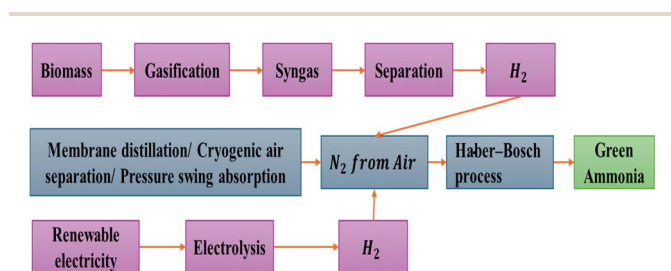 Biomass
Gasification
Syngas
Separation
H₂
Membrane distillation/ Cryogenic air
separation/ Pressure swing absorption
N₂ from Air
Haber–Bosch
process
Green
Ammonia
Renewable
electricity
Electrolysis
H₂